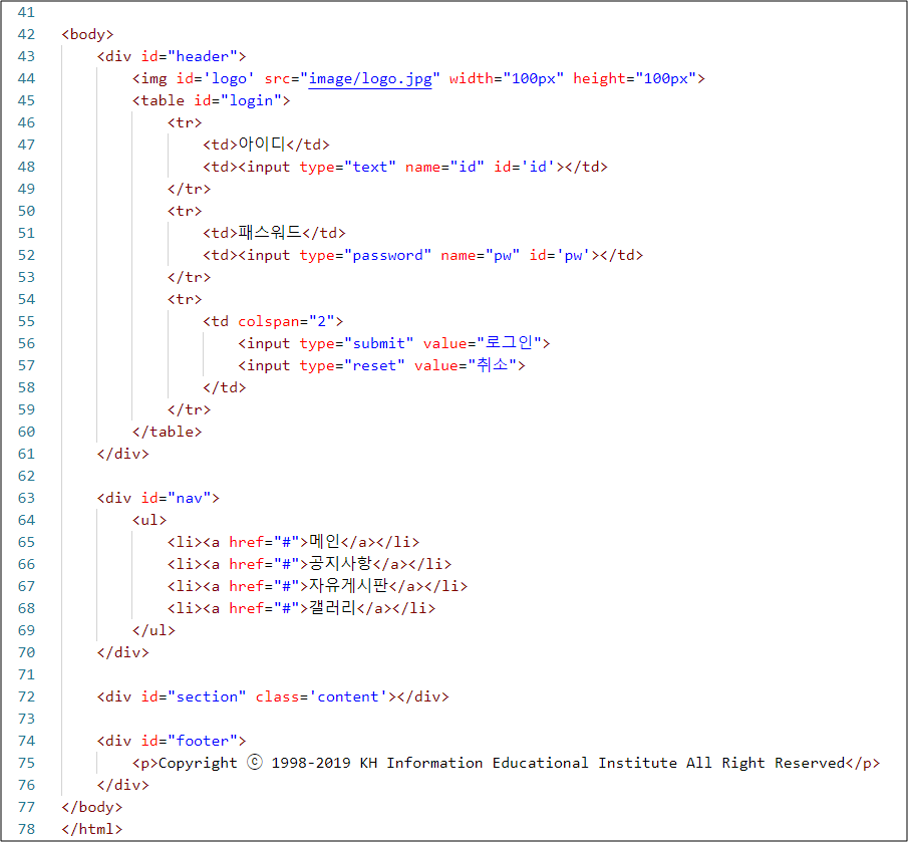 41
42 <body>
43 <div id="header">
44 <img id='logo' src="image/logo.jpg" width="100px" height="100px">
45 <table id="login">
46 <tr>
47 <td>아이디</td>
48 <td><input type="text" name="id" id='id'></td>
49 </tr>
50 <tr>
51 <td>패스워드</td>
52 <td><input type="password" name="pw" id='pw'></td>
53 </tr>
54 <tr>
55 <td colspan="2">
56 <input type="submit" value="로그인">
57 <input type="reset" value="취소">
58 </td>
59 </tr>
60 </table>
61 </div>
62
63 <div id="nav">
64 <ul>
65 <li><a href="#">메인</a></li>
66 <li><a href="#">공지사항</a></li>
67 <li><a href="#">자유게시판</a></li>
68 <li><a href="#">갤러리</a></li>
69 </ul>
70 </div>
71
72 <div id="section" class='content'></div>
73
74 <div id="footer">
75 <p>Copyright ⓒ 1998-2019 KH Information Educational Institute All Right Reserved</p>
76 </div>
77 </body>
78 </html>